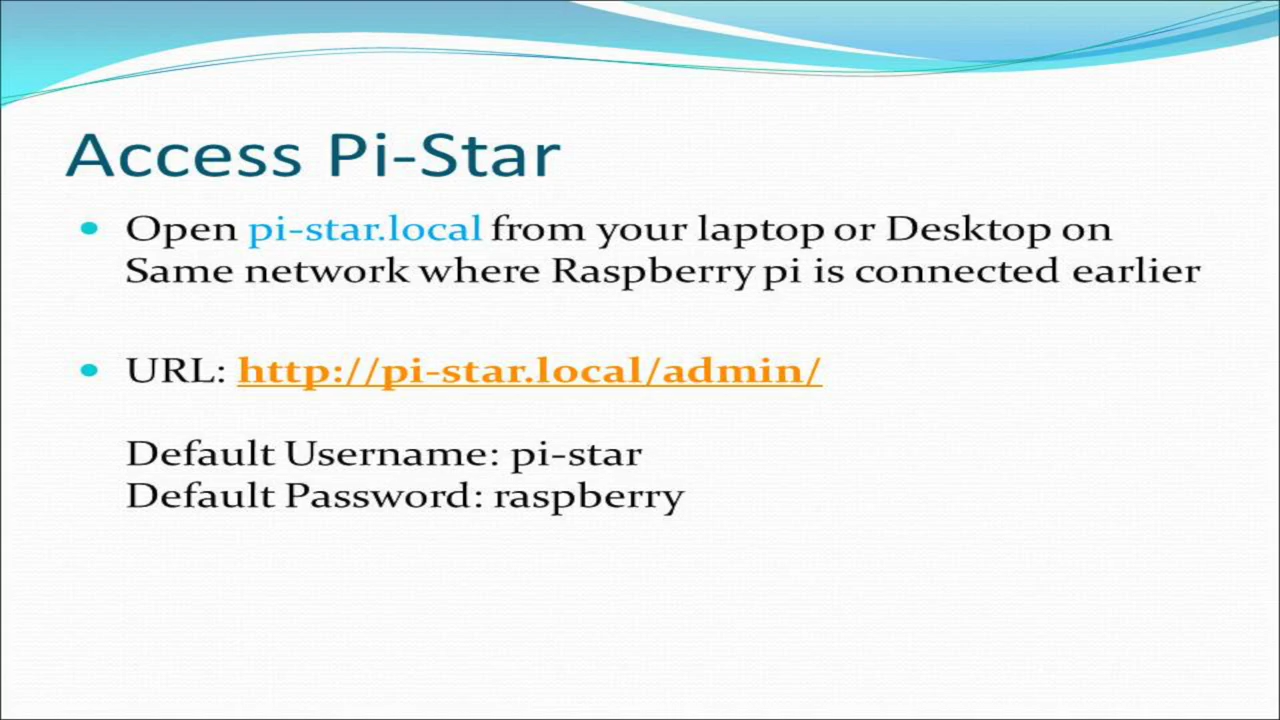 Access Pi-Star
Open pi-star.local from your laptop or Desktop on
Same network where Raspberry pi is connected earlier
URL: http://pi-star.local/admin/
Default Username: pi-star
Default Password: raspberry